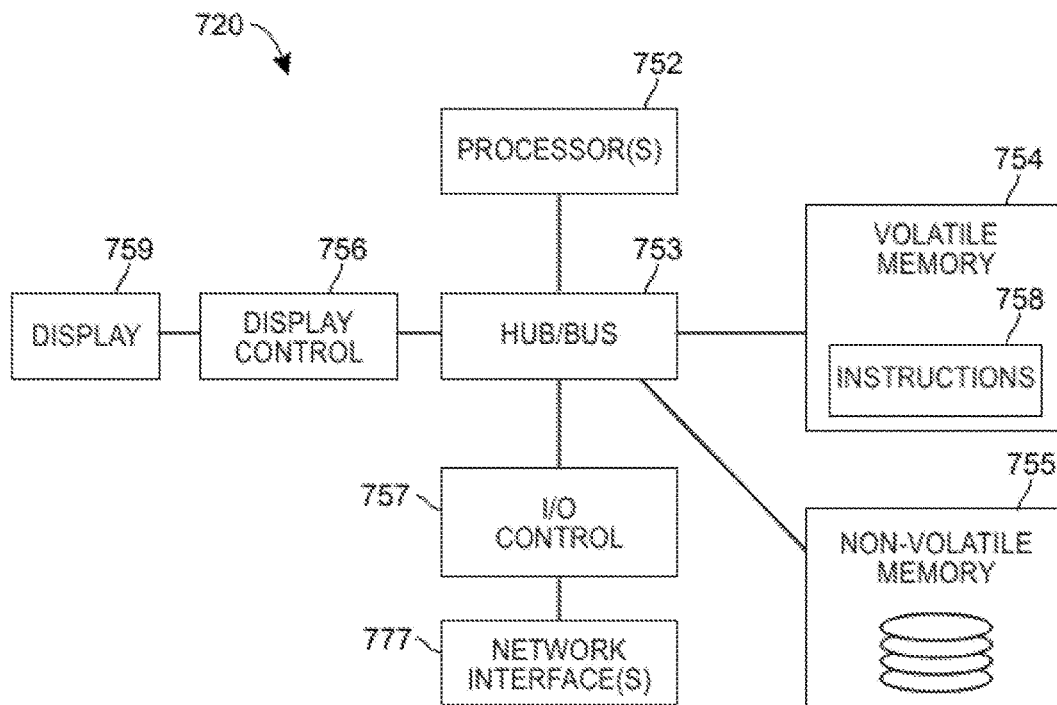 720
752
PROCESSOR(S)
754
VOLATILE
MEMORY
759
756
753
758
DISPLAY
DISPLAY
CONTROL
HUB/BUS
INSTRUCTIONS
755
757
I/O
CONTROL
NON-VOLATILE
MEMORY
777
NETWORK
INTERFACE(S)